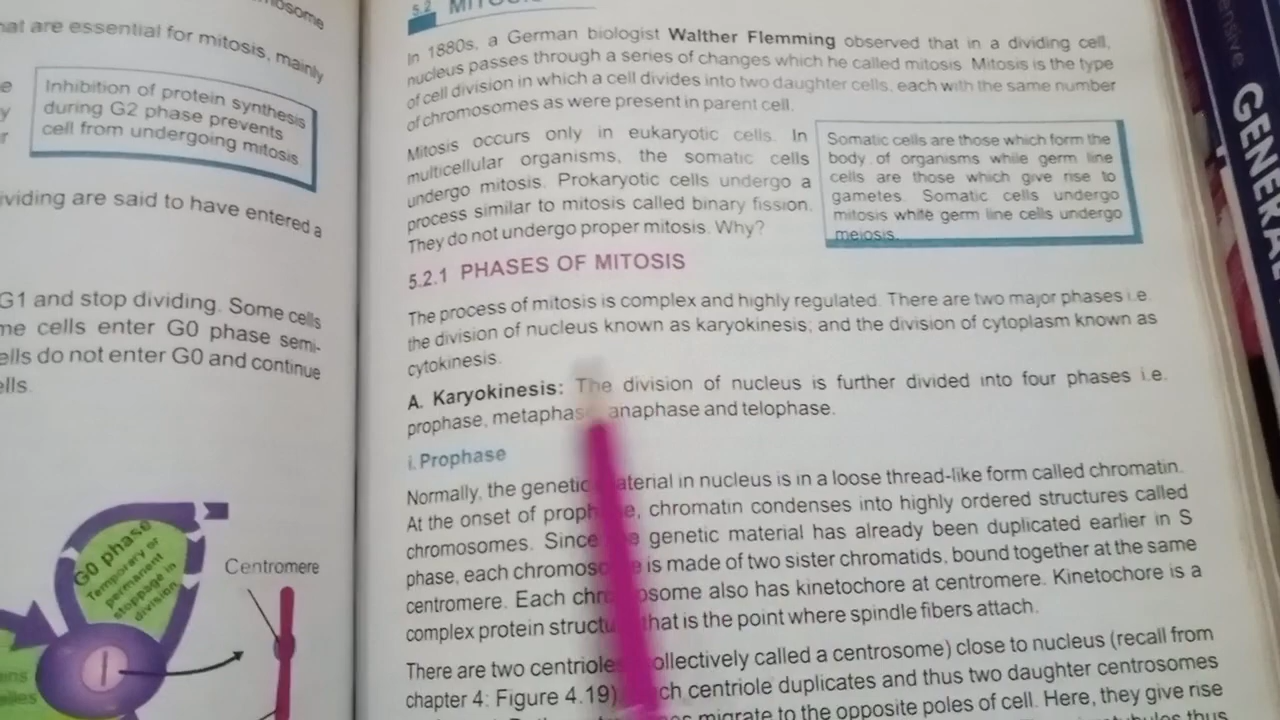 hat are essential for mitosis, mainly
Inhibition of protein synthesis
during G2 phase prevents
cell from undergoing mitosis
ividing are said to have entered a
G1 and stop dividing. Some cells
me cells enter G0 phase semi-
ells do not enter G0 and continue
ells.
G0 phase
Temporary or
permanent
stoppage in
division
Centromere
5.2
In 1880s, a German biologist Walther Flemming observed that in a dividing cell,
nucleus passes through a series of changes which he called mitosis. Mitosis is the type
of cell division in which a cell divides into two daughter cells, each with the same number
of chromosomes as were present in parent cell.
Mitosis occurs only in eukaryotic cells. In
multicellular organisms, the somatic cells
undergo mitosis. Prokaryotic cells undergo a
process similar to mitosis called binary fission.
They do not undergo proper mitosis. Why?
Somatic cells are those which form the
body of organisms while germ line
cells are those which give rise to
gametes. Somatic cells undergo
mitosis while germ line cells undergo
meiosis.
5.2.1 PHASES OF MITOSIS
The process of mitosis is complex and highly regulated. There are two major phases i.e.
the division of nucleus known as karyokinesis; and the division of cytoplasm known as
cytokinesis.
A. Karyokinesis: The division of nucleus is further divided into four phases i.e.
prophase, metaphas anaphase and telophase.
i. Prophase
Normally, the genetic aterial in nucleus is in a loose thread-like form called chromatin.
At the onset of proph e, chromatin condenses into highly ordered structures called
chromosomes. Since e genetic material has already been duplicated earlier in S
phase, each chromoso e is made of two sister chromatids, bound together at the same
centromere. Each chr osome also has kinetochore at centromere. Kinetochore is a
complex protein structu that is the point where spindle fibers attach.
There are two centriole ollectively called a centrosome) close to nucleus (recall from
chapter 4: Figure 4.19) ch centriole duplicates and thus two daughter centrosomes
migrate to the opposite poles of cell. Here, they give rise
thus
GENERAL